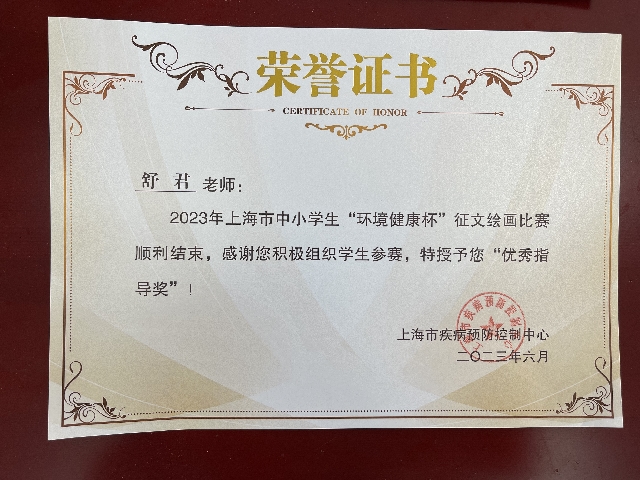 荣誉证书
CERTIFICATE OF HONOR
舒君 老师：
2023年上海市中小学生“环境健康杯”征文绘画比赛
顺利结束，感谢您积极组织学生参赛，特授予您“优秀指
导奖”！
上海市疾病预防控制中心
二〇二三年六月